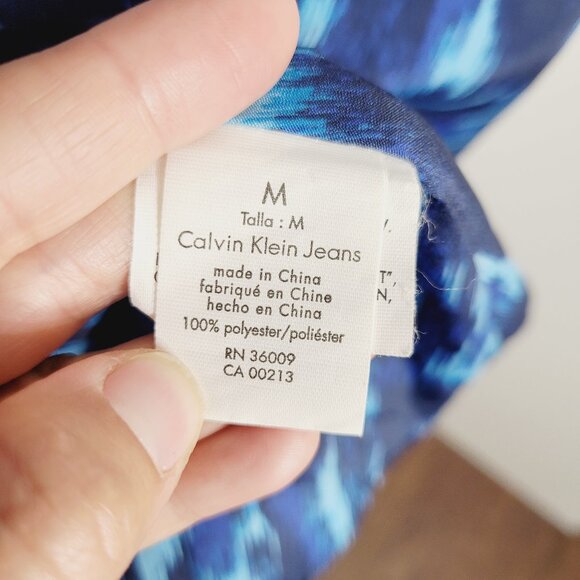 M
Talla : M
Calvin Klein Jeans
made in China
fabriqué en Chine
hecho en China
100% polyester/poliéster
RN 36009
CA 00213